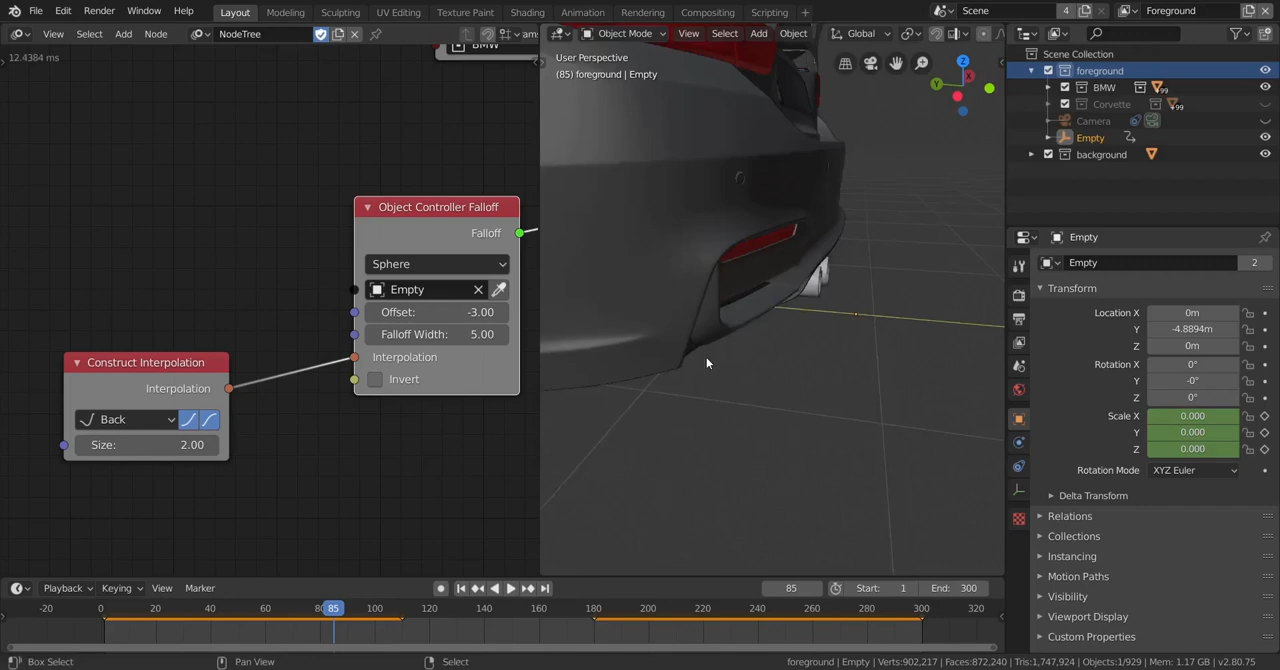 File Edit Render Window Help Layout Modeling Sculpting UV Editing Texture Paint Shading Animation Rendering Compositing Scripting + Scene 4 Foreground
View Select Add Node NodeTree Object Mode View Select Add Object Global
12.4384 ms
BMW
User Perspective
(85) foreground | Empty
Z
X
Y
Scene Collection
foreground
BMW 99
Corvette 99
Camera
Empty
background
Object Controller Falloff
Falloff
Sphere
Empty
Offset: -3.00
Falloff Width: 5.00
Interpolation
Invert
Construct Interpolation
Interpolation
Back
Size: 2.00
Empty
Empty 2
Transform
Location X 0m
Y -4.8894m
Z 0m
Rotation X 0°
Y -0°
Z 0°
Scale X 0.000
Y 0.000
Z 0.000
Rotation Mode XYZ Euler
Delta Transform
Relations
Collections
Instancing
Motion Paths
Visibility
Viewport Display
Custom Properties
Playback Keying View Marker 85 Start: 1 End: 300
-20 0 20 40 60 85 100 120 140 160 180 200 220 240 260 280 300 320
Box Select Pan View Select foreground | Empty | Verts:902,217 | Faces:872,240 | Tris:1,747,924 | Objects:1/929 | Mem: 1.17 GB | v2.80.75